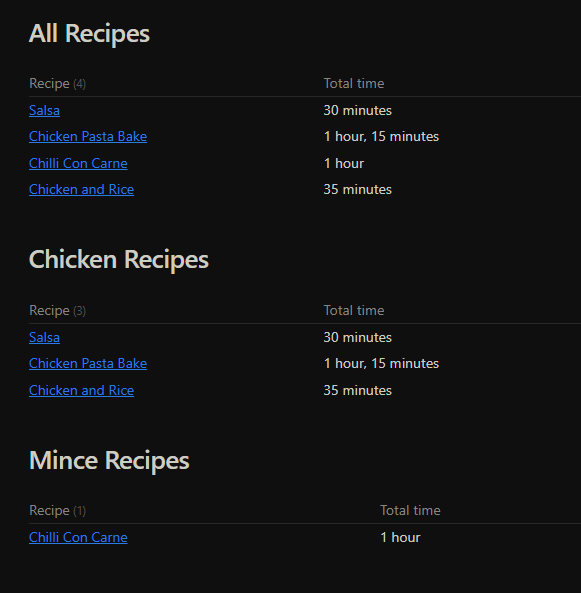 All Recipes
Recipe (4) Total time
Salsa 30 minutes
Chicken Pasta Bake 1 hour, 15 minutes
Chilli Con Carne 1 hour
Chicken and Rice 35 minutes
Chicken Recipes
Recipe (3) Total time
Salsa 30 minutes
Chicken Pasta Bake 1 hour, 15 minutes
Chicken and Rice 35 minutes
Mince Recipes
Recipe (1) Total time
Chilli Con Carne 1 hour